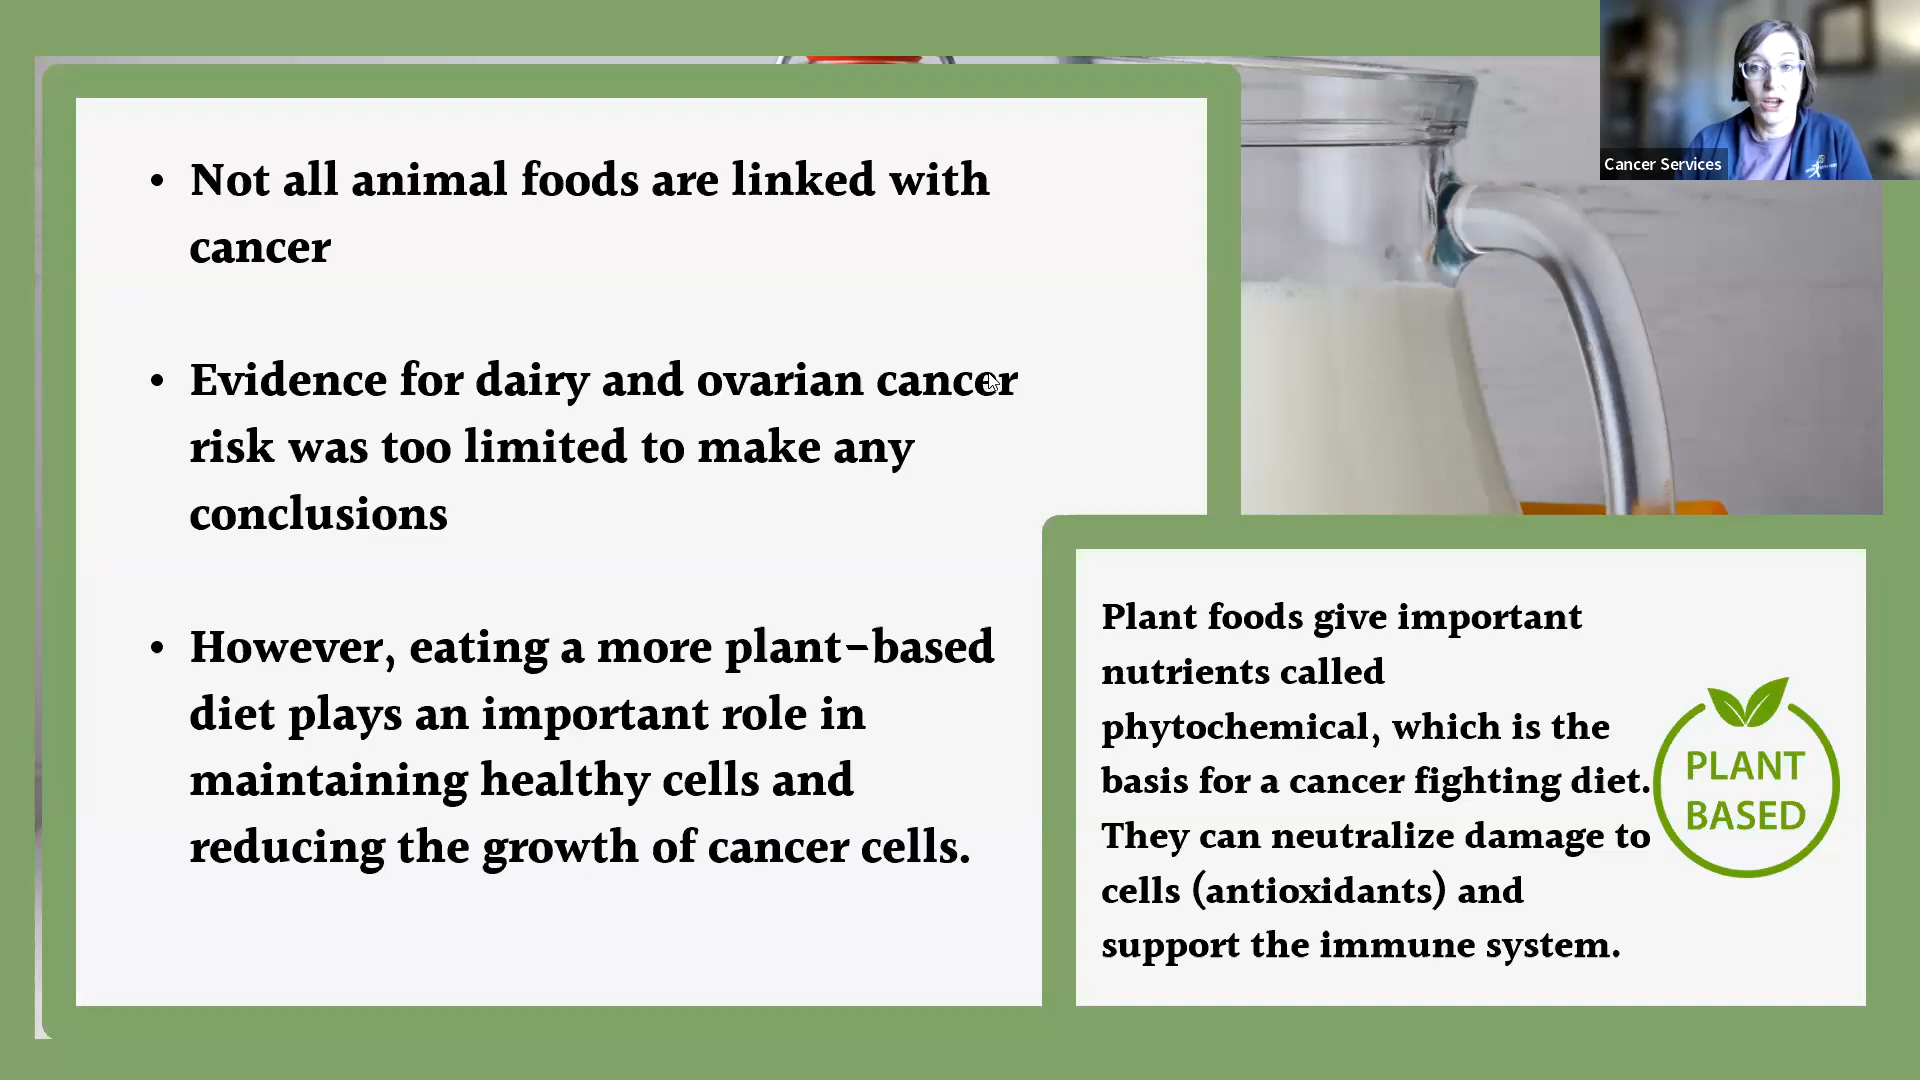 • Not all animal foods are linked with
cancer
• Evidence for dairy and ovarian cancer
risk was too limited to make any
conclusions
• However, eating a more plant-based
diet plays an important role in
maintaining healthy cells and
reducing the growth of cancer cells.
Plant foods give important
nutrients called
phytochemical, which is the
basis for a cancer fighting diet.
They can neutralize damage to
cells (antioxidants) and
support the immune system.
PLANT
BASED
Cancer Services